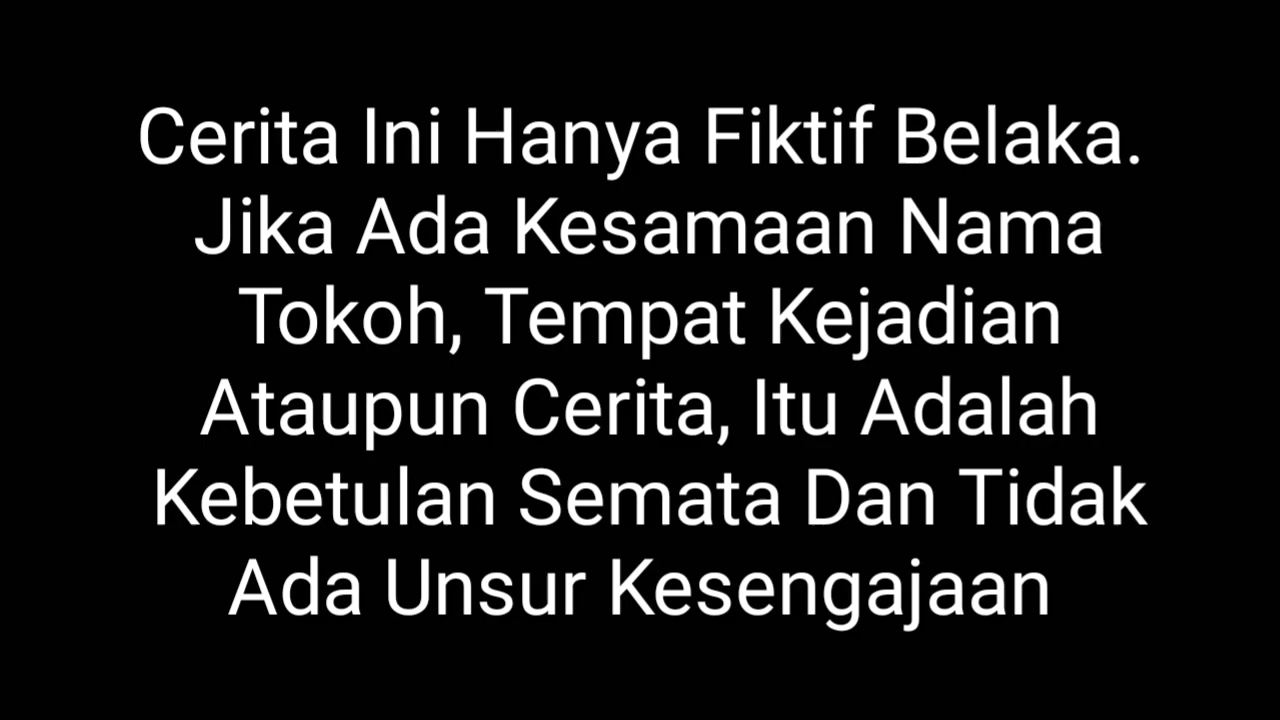 Cerita Ini Hanya Fiktif Belaka.
Jika Ada Kesamaan Nama
Tokoh, Tempat Kejadian
Ataupun Cerita, Itu Adalah
Kebetulan Semata Dan Tidak
Ada Unsur Kesengajaan